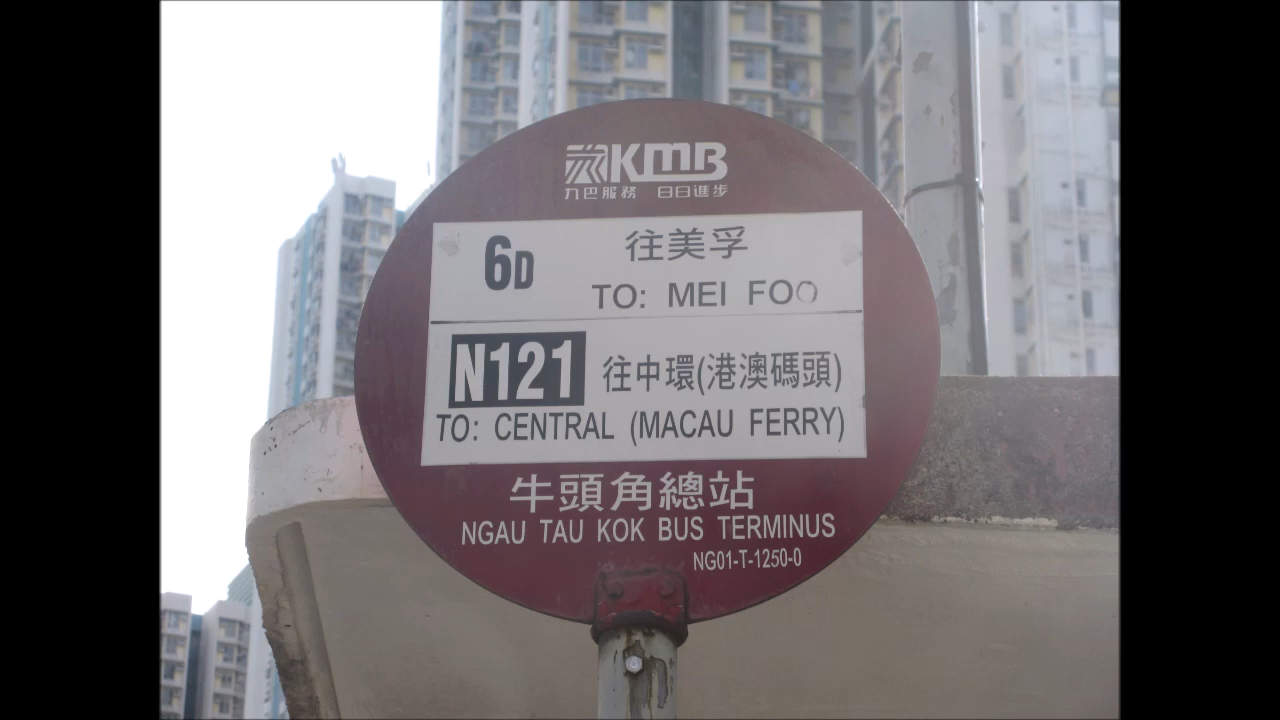 KMB
九巴服務 日日進步
6D 往美孚
TO: MEI FOO
N121 往中環(港澳碼頭)
TO: CENTRAL (MACAU FERRY)
牛頭角總站
NGAU TAU KOK BUS TERMINUS
NG01-T-1250-0